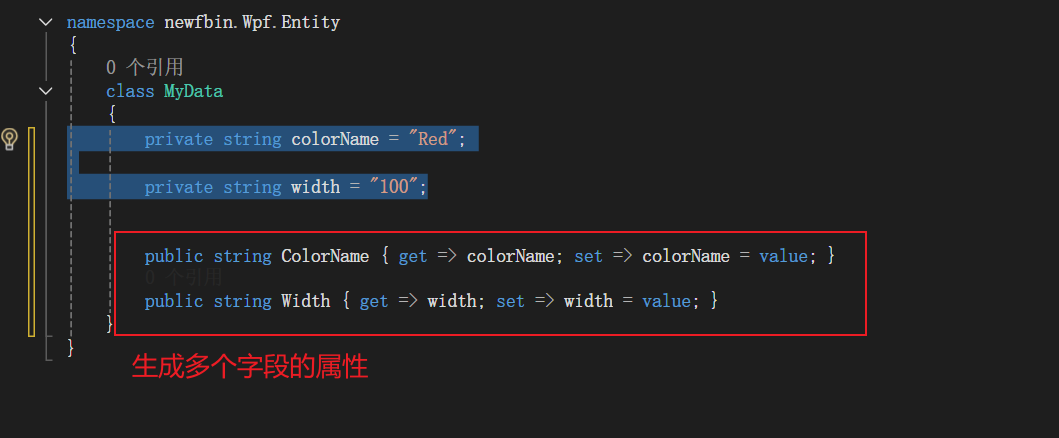 namespace newfbin.Wpf.Entity
{
0 个引用
class MyData
{
private string colorName = "Red";
private string width = "100";
public string ColorName { get => colorName; set => colorName = value; }
0 个引用
public string Width { get => width; set => width = value; }
}
}
生成多个字段的属性